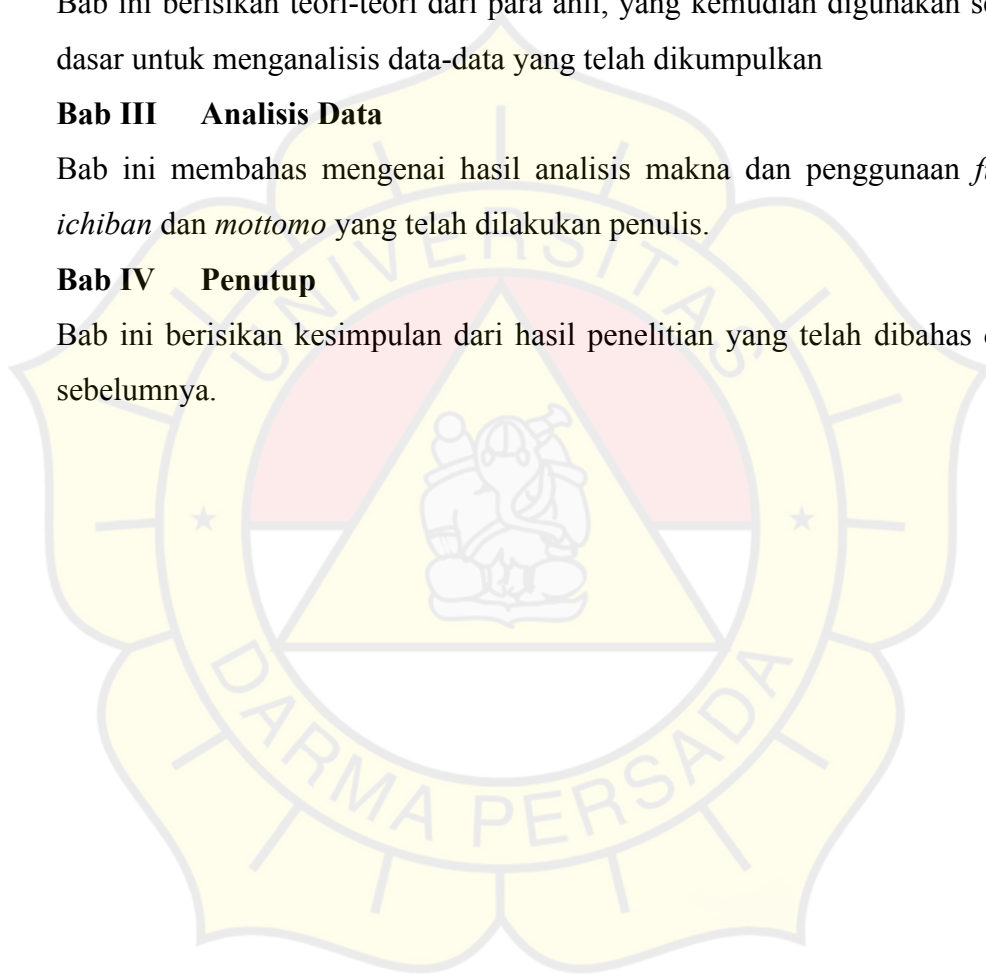 Bab ini berisikan teori-teori dari para ahli, yang kemudian digunakan
dasar untuk menganalisis data-data yang telah dikumpulkan
Bab III Analisis Data
Bab ini membahas mengenai hasil analisis makna dan penggunaan
ichiban dan mottomo yang telah dilakukan penulis.
Bab IV Penutup
Bab ini berisikan kesimpulan dari hasil penelitian yang telah dibahas
sebelumnya.
UNIVERSITAS
DARMA PERSADA